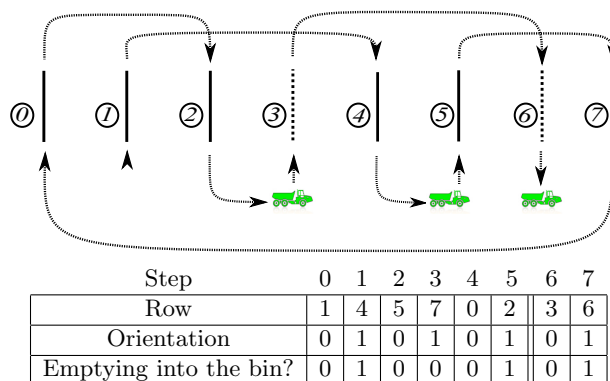 0 1 2 3 4 5 6 7
Step 0 1 2 3 4 5 6 7
Row 1 4 5 7 0 2 3 6
Orientation 0 1 0 1 0 1 0 1
Emptying into the bin? 0 1 0 0 0 1 0 1